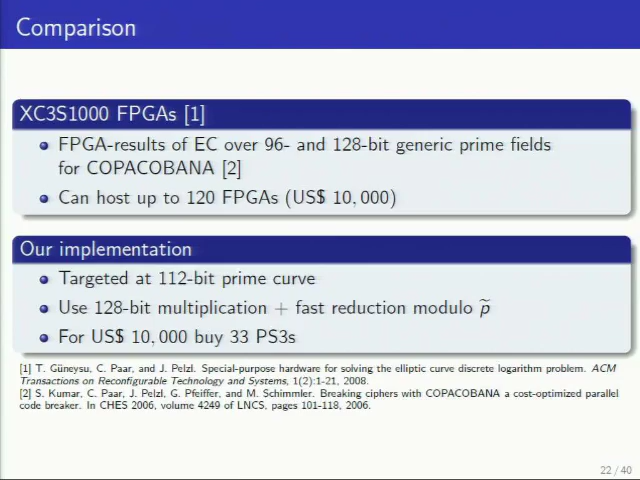 Comparison
XC3S1000 FPGAs [1]
FPGA-results of EC over 96- and 128-bit generic prime fields
for COPACOBANA [2]
Can host up to 120 FPGAs (US$ 10, 000)
Our implementation
Targeted at 112-bit prime curve
Use 128-bit multiplication + fast reduction modulo p̃
For US$ 10, 000 buy 33 PS3s
[1] T. Güneysu, C. Paar, and J. Pelzl. Special-purpose hardware for solving the elliptic curve discrete logarithm problem. ACM
Transactions on Reconfigurable Technology and Systems, 1(2):1-21, 2008.
[2] S. Kumar, C. Paar, J. Pelzl, G. Pfeiffer, and M. Schimmler. Breaking ciphers with COPACOBANA a cost-optimized parallel
code breaker. In CHES 2006, volume 4249 of LNCS, pages 101-118, 2006.
22 / 40